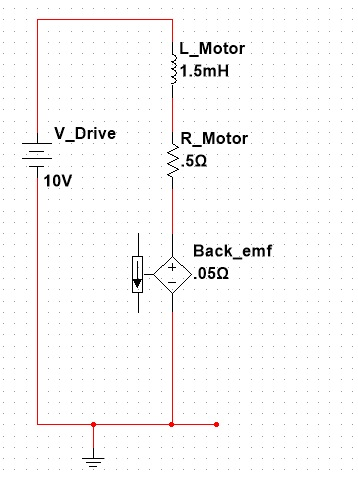 L_Motor
1.5mH
V_Drive
10V
R_Motor
.5Ω
Back_emf
.05Ω
+
−